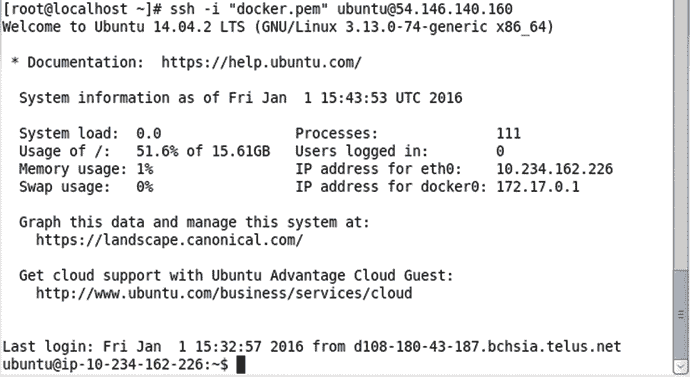 [root@localhost ~]# ssh -i "docker.pem" ubuntu@54.146.140.160
Welcome to Ubuntu 14.04.2 LTS (GNU/Linux 3.13.0-74-generic x86_64)
* Documentation:  https://help.ubuntu.com/
System information as of Fri Jan  1 15:43:53 UTC 2016
System load:  0.0               Processes:              111
Usage of /:   51.6% of 15.61GB   Users logged in:        0
Memory usage: 1%                IP address for eth0:    10.234.162.226
Swap usage:   0%                IP address for docker0: 172.17.0.1
Graph this data and manage this system at:
https://landscape.canonical.com/
Get cloud support with Ubuntu Advantage Cloud Guest:
http://www.ubuntu.com/business/services/cloud
Last login: Fri Jan  1 15:32:57 2016 from d108-180-43-187.bchsia.telus.net
ubuntu@ip-10-234-162-226:~$